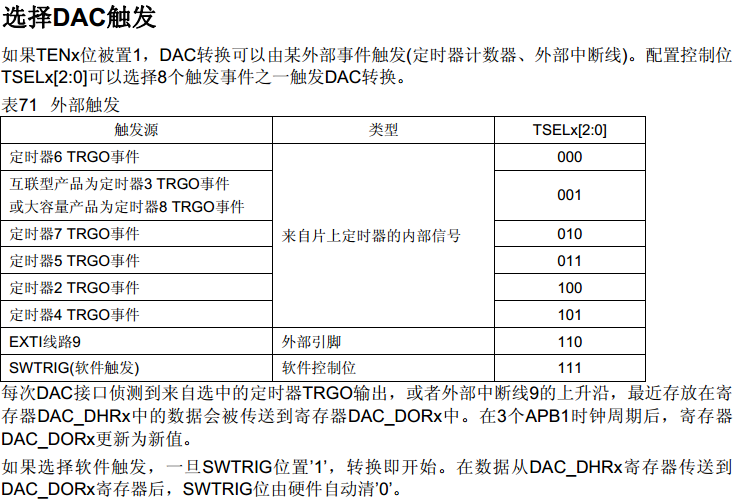 选择DAC触发
如果TENx位被置1，DAC转换可以由某外部事件触发(定时器计数器、外部中断线)。配置控制位
TSELx[2:0]可以选择8个触发事件之一触发DAC转换。
表71 外部触发
触发源 类型 TSELx[2:0]
定时器6 TRGO事件 000
互联型产品为定时器3 TRGO事件
或大容量产品为定时器8 TRGO事件 001
定时器7 TRGO事件 来自片上定时器的内部信号 010
定时器5 TRGO事件 011
定时器2 TRGO事件 100
定时器4 TRGO事件 101
EXTI线路9 外部引脚 110
SWTRIG(软件触发) 软件控制位 111
每次DAC接口侦测到来自选中的定时器TRGO输出，或者外部中断线9的上升沿，最近存放在寄
存器DAC_DHRx中的数据会被传送到寄存器DAC_DORx中。在3个APB1时钟周期后，寄存器
DAC_DORx更新为新值。
如果选择软件触发，一旦SWTRIG位置’1’，转换即开始。在数据从DAC_DHRx寄存器传送到
DAC_DORx寄存器后，SWTRIG位由硬件自动清’0’。